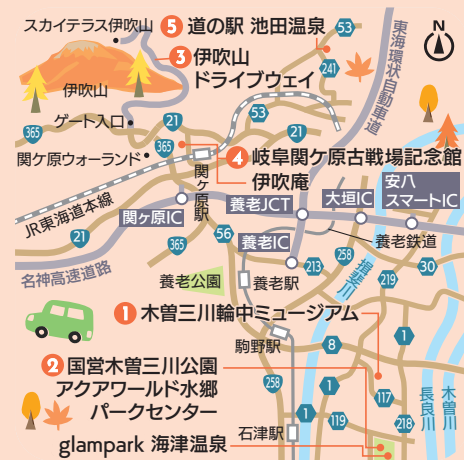 スカイテラス伊吹山
5 道の駅 池田温泉
53
N
3 伊吹山
ドライブウェイ
241
東海環状自動車道
伊吹山
ゲート入口
21
53
365
365
21
関ケ原ウォーランド
関ケ原駅
4 岐阜関ケ原古戦場記念館
伊吹庵
JR東海道本線
関ケ原IC
養老JCT
大垣IC
安八
スマートIC
21
365
56
養老IC
養老鉄道
名神高速道路
213
258
揖斐川
219
30
養老公園
養老駅
1 木曽三川輪中ミュージアム
駒野駅
8
1
2 国営木曽三川公園
アクアワールド水郷
パークセンター
258
1
117
長良川
木曽川
1
119
218
石津駅
glampark 海津温泉